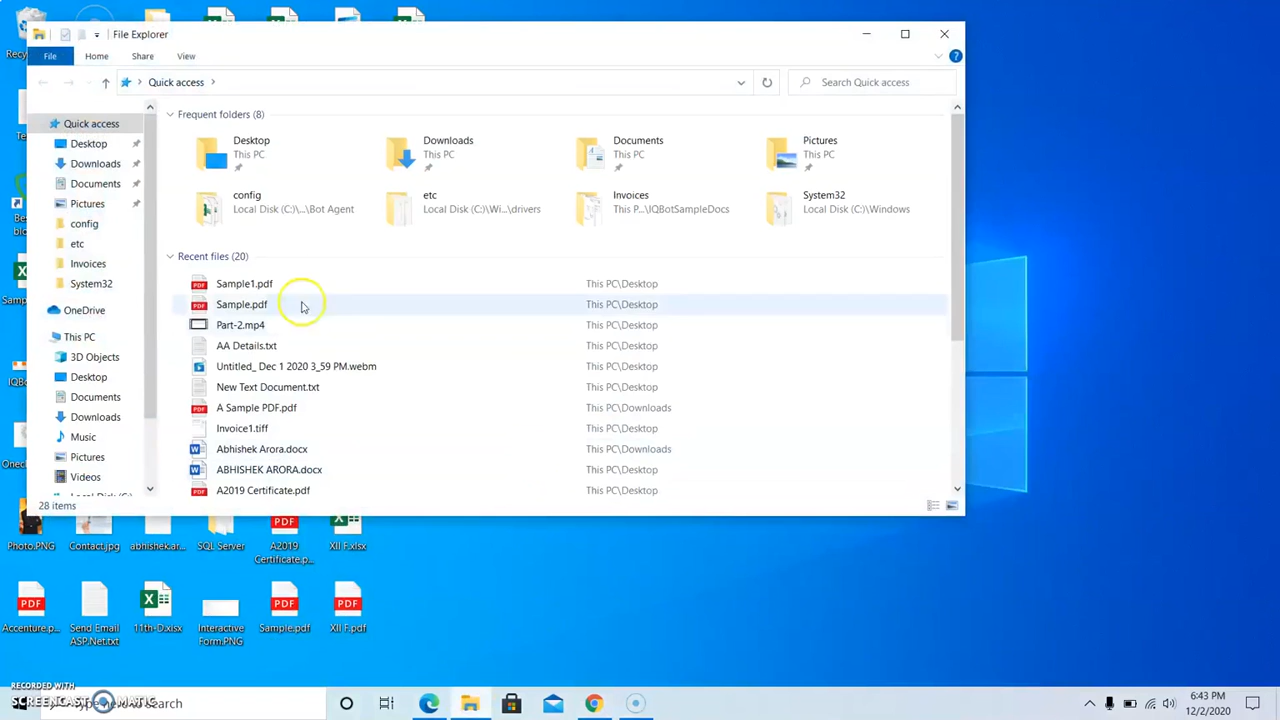 File Explorer
File Home Share View
Quick access
Search Quick access
Quick access
Desktop
Downloads
Documents
Pictures
config
etc
Invoices
System32
OneDrive
This PC
3D Objects
Desktop
Documents
Downloads
Music
Pictures
Videos
Frequent folders (8)
Desktop
This PC
Downloads
This PC
Documents
This PC
Pictures
This PC
config
Local Disk (C:)\...\Bot Agent
etc
Local Disk (C:)\Wi...\drivers
Invoices
This P...\IQBotSampleDocs
System32
Local Disk (C:)\Windows
Recent files (20)
Sample1.pdf This PC\Desktop
Sample.pdf This PC\Desktop
Part-2.mp4 This PC\Desktop
AA Details.txt This PC\Desktop
Untitled_ Dec 1 2020 3_59 PM.webm This PC\Desktop
New Text Document.txt This PC\Desktop
A Sample PDF.pdf This PC\Downloads
Invoice1.tiff This PC\Desktop
Abhishek Arora.docx This PC\Downloads
ABHISHEK ARORA.docx This PC\Desktop
A2019 Certificate.pdf This PC\Desktop
28 items
Photo.PNG Contact.jpg abhishek.ar... SQL Server A2019 Certificate.p... XII F.xlsx
PDF
Accenture.p... Send Email ASP.Net.txt 11th-D.xlsx Interactive Form.PNG Sample.pdf XII F.pdf
RECORDED WITH
SCREENCAST MATIC
here to search
6:43 PM
12/2/2020